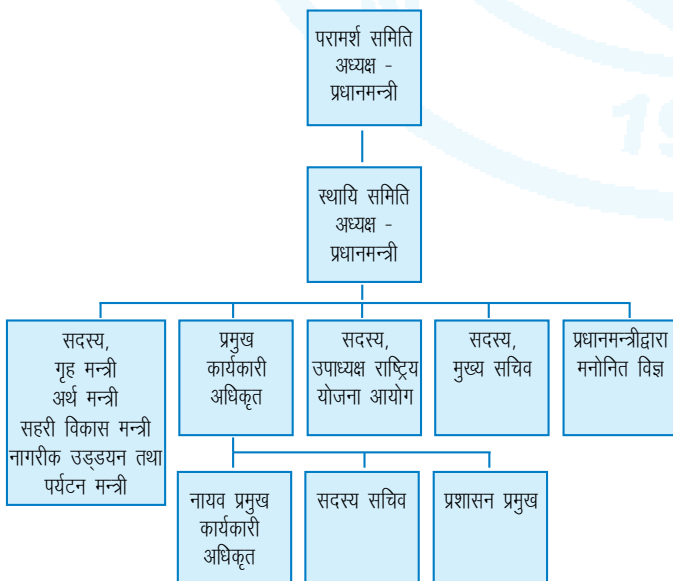 परामर्श समिति
अध्यक्ष -
प्रधानमन्त्री
स्थायि समिति
अध्यक्ष -
प्रधानमन्त्री
सदस्य,
गृह मन्त्री
अर्थ मन्त्री
सहरी विकास मन्त्री
नागरीक उड्डयन तथा
पर्यटन मन्त्री
प्रमुख
कार्यकारी
अधिकृत
सदस्य,
उपाध्यक्ष राष्ट्रिय
योजना आयोग
सदस्य,
मुख्य सचिव
प्रधानमन्त्रीद्वारा
मनोनित विज्ञ
नायव प्रमुख
कार्यकारी
अधिकृत
सदस्य सचिव
प्रशासन प्रमुख